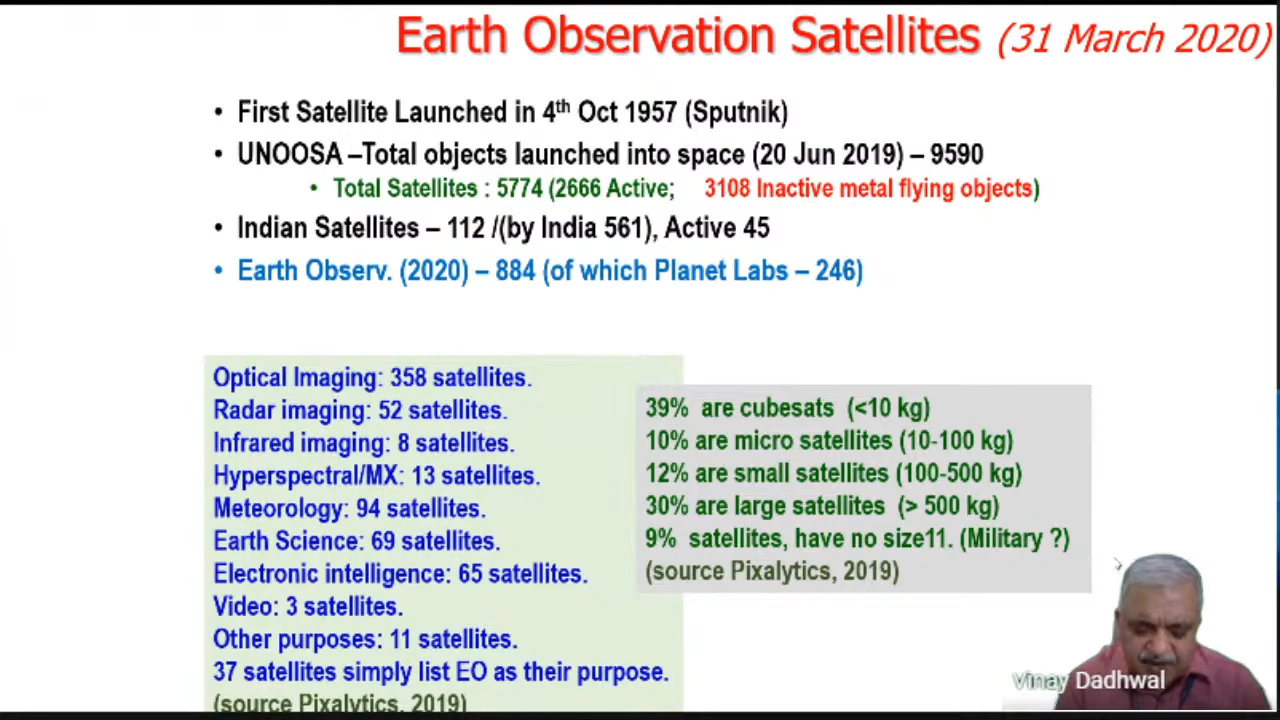 Earth Observation Satellites (31 March 2020)
• First Satellite Launched in 4th Oct 1957 (Sputnik)
• UNOOSA –Total objects launched into space (20 Jun 2019) – 9590
• Total Satellites : 5774 (2666 Active; 3108 Inactive metal flying objects)
• Indian Satellites – 112 /(by India 561), Active 45
• Earth Observ. (2020) – 884 (of which Planet Labs – 246)
Optical Imaging: 358 satellites.
Radar imaging: 52 satellites.
Infrared imaging: 8 satellites.
Hyperspectral/MX: 13 satellites.
Meteorology: 94 satellites.
Earth Science: 69 satellites.
Electronic intelligence: 65 satellites.
Video: 3 satellites.
Other purposes: 11 satellites.
37 satellites simply list EO as their purpose.
(source Pixalytics, 2019)
39% are cubesats (<10 kg)
10% are micro satellites (10-100 kg)
12% are small satellites (100-500 kg)
30% are large satellites (> 500 kg)
9% satellites, have no size11. (Military ?)
(source Pixalytics, 2019)
Vinay Dadhwal